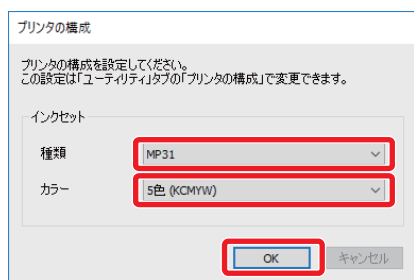 プリンタの構成
プリンタの構成を設定してください。
この設定は「ユーティリティ」タブの「プリンタの構成」で変更できます。
インクセット
種類
MP31
カラー
5色 (KCMYW)
OK
キャンセル